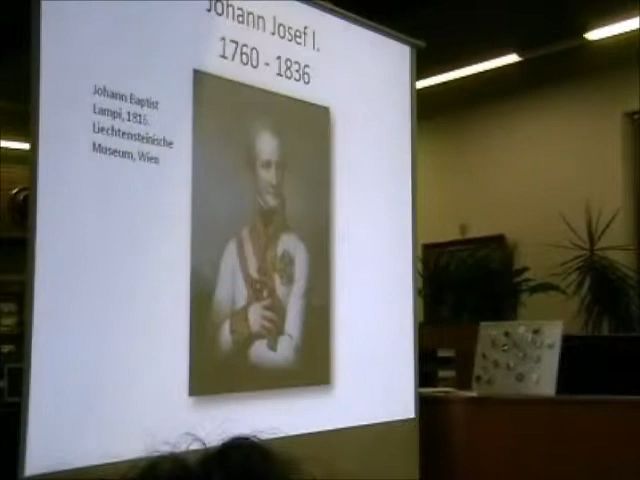 Johann Josef I.
1760 - 1836
Johann Baptist
Lampi, 1816.
Liechtensteinische
Museum, Wien